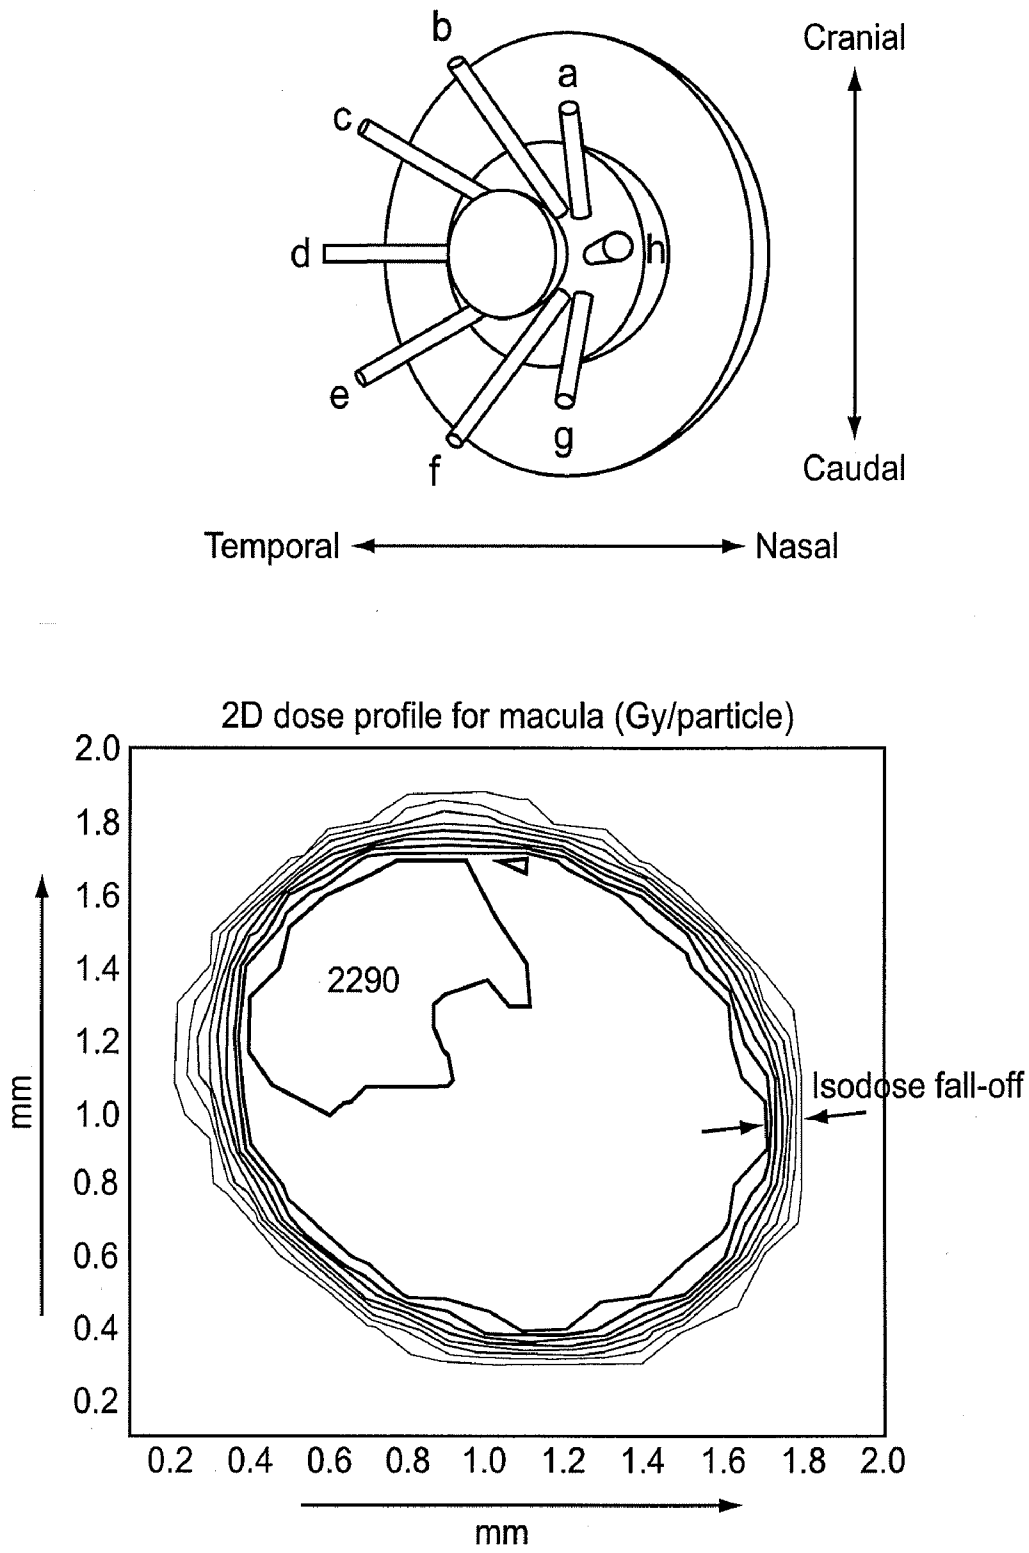 b
a
Cranial
c
d
h
e
g
f
Caudal
Temporal
Nasal
2D dose profile for macula (Gy/particle)
2.0
1.8
1.6
1.4
2290
1.2
Isodose fall-off
mm
1.0
0.8
0.6
0.4
0.2
0.2 0.4 0.6 0.8 1.0 1.2 1.4 1.6 1.8 2.0
mm